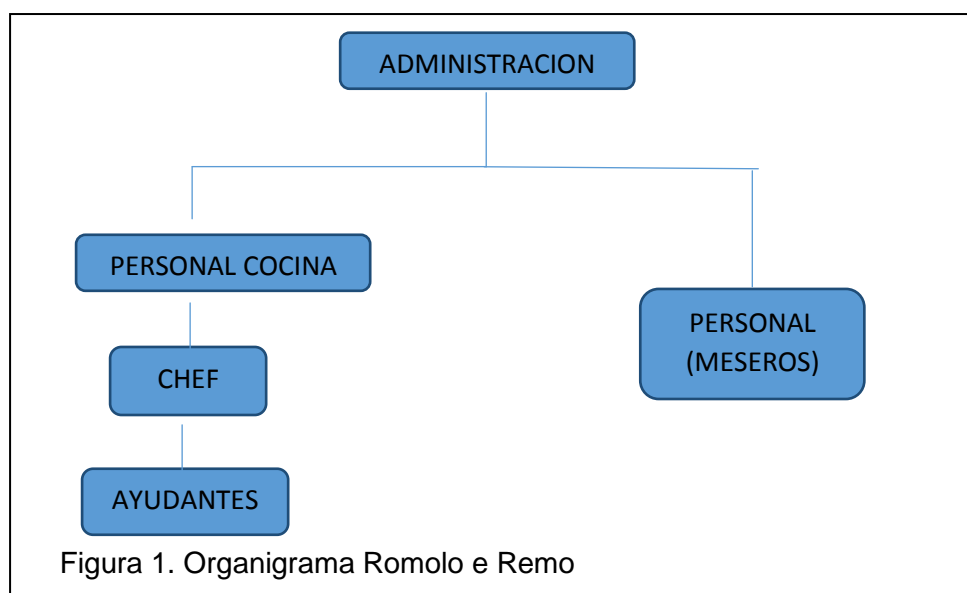 ADMINISTRACION
PERSONAL COCINA
PERSONAL
(MESEROS)
CHEF
AYUDANTES
Figura 1. Organigrama Romolo e Remo